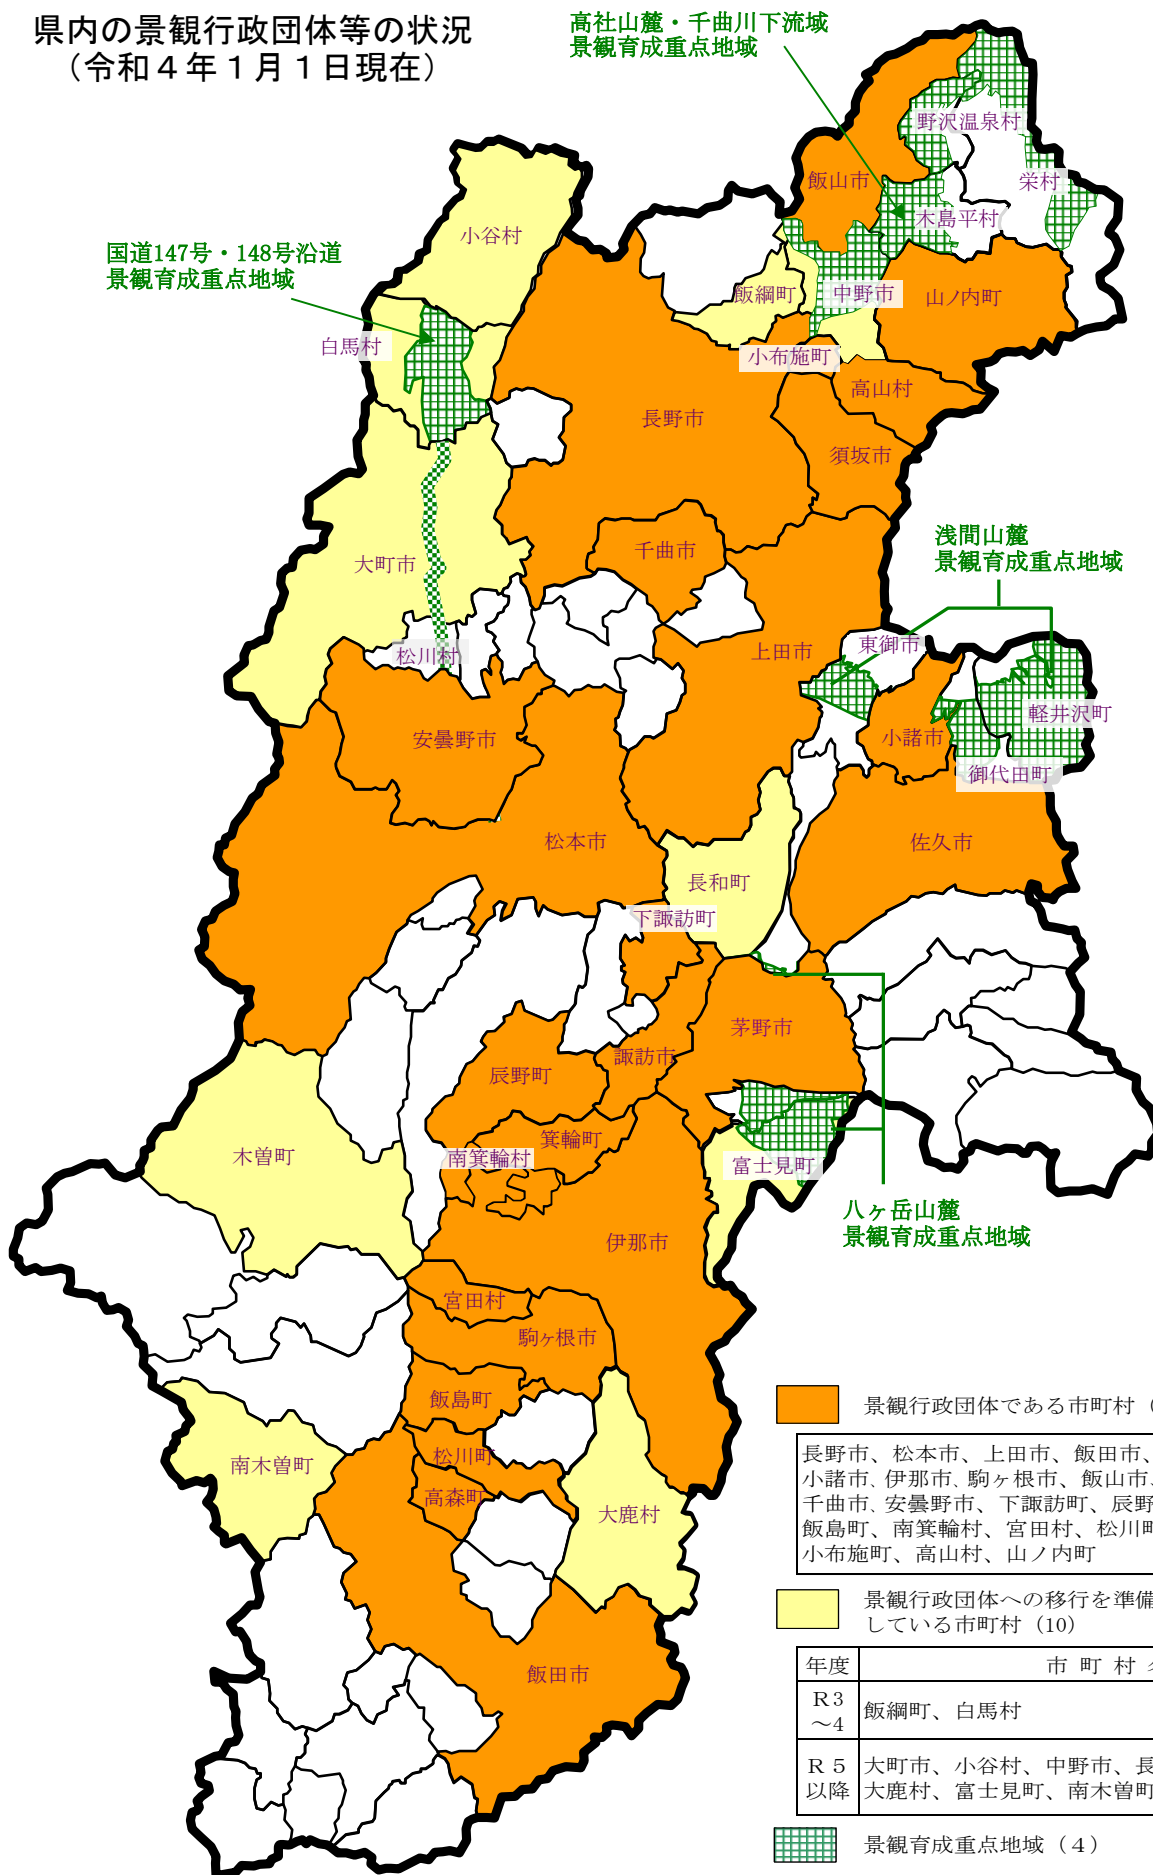 県内の景観行政団体等の状況
（令和４年１月１日現在）
高社山麓・千曲川下流域
景観育成重点地域
野沢温泉村
飯山市
栄村
木島平村
小谷村
国道147号・148号沿道
景観育成重点地域
飯綱町
中野市
山ノ内町
白馬村
小布施町
高山村
長野市
須坂市
浅間山麓
景観育成重点地域
千曲市
大町市
東御市
松川村
上田市
軽井沢町
安曇野市
小諸市
御代田町
松本市
佐久市
長和町
下諏訪町
茅野市
諏訪市
辰野町
箕輪町
木曽町
南箕輪村
富士見町
八ヶ岳山麓
景観育成重点地域
伊那市
宮田村
駒ヶ根市
飯島町
松川町
南木曽町
高森町
大鹿村
飯田市
景観行政団体である市町村（
長野市、松本市、上田市、飯田市、
小諸市、伊那市、駒ヶ根市、飯山市、
千曲市、安曇野市、下諏訪町、辰野
飯島町、南箕輪村、宮田村、松川町
小布施町、高山村、山ノ内町
景観行政団体への移行を準備
している市町村（10）
年度 市町村
R3
～4 飯綱町、白馬村
R５
以降 大町市、小谷村、中野市、長
大鹿村、富士見町、南木曽町
景観育成重点地域（４）